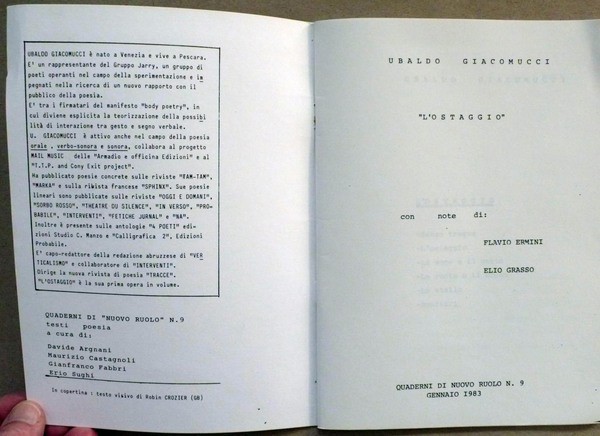 UBALDO GIACOMUCCI è nato a Venezia e vive a Pescara.
E' un rappresentante del Gruppo Jarry, un gruppo di
poeti operanti nel campo della sperimentazione e im
pegnati nella ricerca di un nuovo rapporto con il
pubblico della poesia.
E' tra i firmatari del manifesto "body poetry", in
cui diviene esplicita la teorizzazione della possibi
lità di interazione tra gesto e segno verbale.
U. GIACOMUCCI è attivo anche nel campo della poesia
orale, verbo-sonura e sonora, collabora al progetto
MAIL MUSIC delle "Armadio e officina Edizioni" e al
"I.I.P. and Cony Exit project".
Ha pubblicato poesie concrete sulle riviste "TAM-TAM",
"MARKA" e sulla rivista francese "SPHINX". Sue poesie
lineari sono pubblicate sulle riviste "OGGI E DOMANI",
"SORBO ROSSO", "THEATRE DU SILENCE", "IN VERSO", "PRO-
BABILE", "INTERVENTI", "FETICHE JURNAL" e "NA".
Inoltre è presente sulle antologie "4 POETI" edi-
zioni Studio C. Manzo e "Calligrafica 2", Edizioni
Probabile.
E' capo-redattore della redazione abruzzese di "VER
TICALISMO" e collaboratore di "INTERVENTI".
Dirige la nuova rivista di poesia "TRACCE".
"L'OSTAGGIO" è la sua prima opera in volume.
QUADERNI DI "NUOVO RUOLO" N.9
testi poesia
a cura di:
Davide Argnani
Maurizio Castagnoli
Gianfranco Fabbri
Erio Sughi
In copertina : testo visivo di Robin CROZIER (GB)
UBALDO GIACOMUCCI
"L'OSTAGGIO"
con note di:
FLAVIO ERMINI
ELIO GRASSO
QUADERNI DI NUOVO RUOLO N. 9
GENNAIO 1983